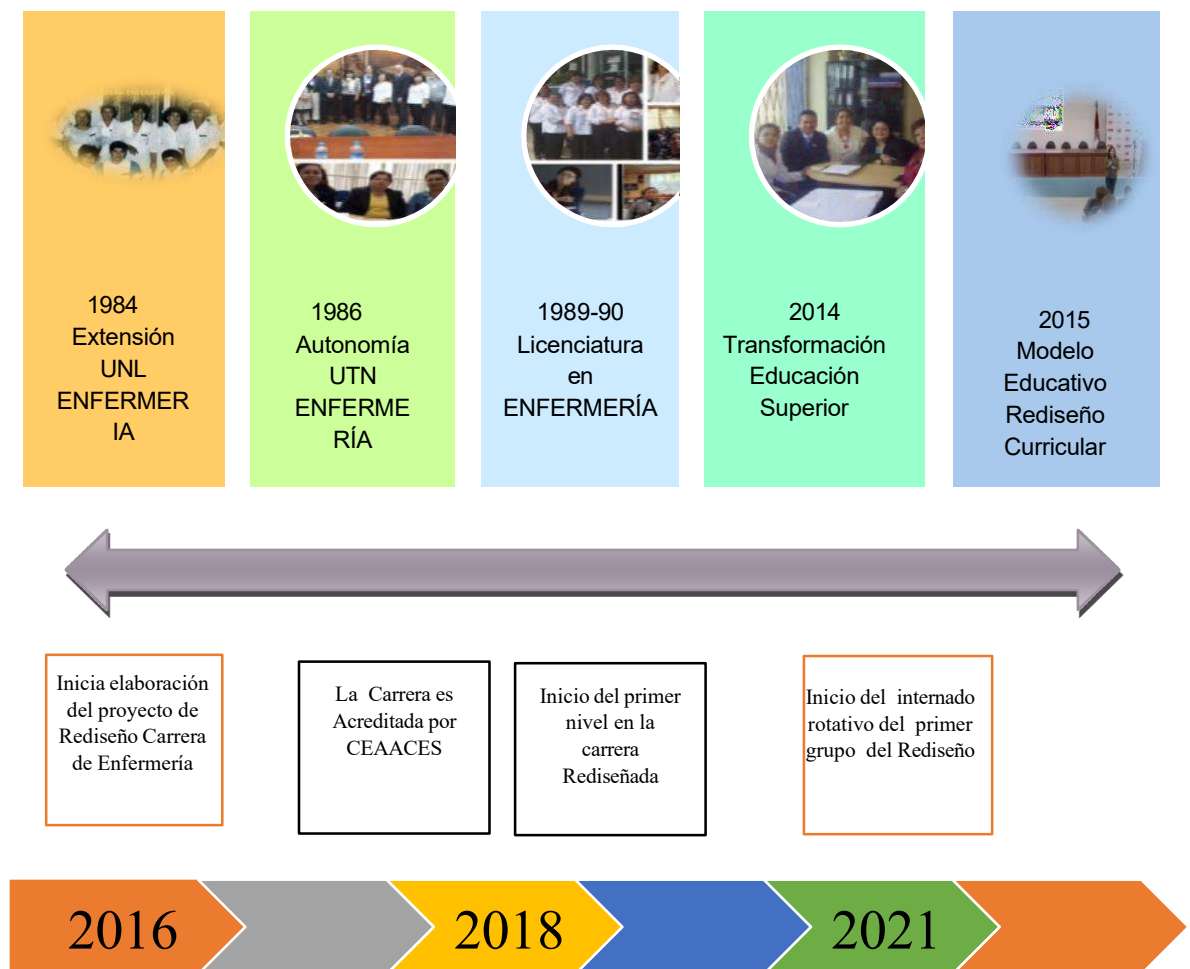 1984
Extensión
UNL
ENFERMER
IA
1986
Autonomía
UTN
ENFERME
RÍA
1989-90
Licenciatura
en
ENFERMERÍA
2014
Transformación
Educación
Superior
2015
Modelo
Educativo
Rediseño
Curricular
Inicia elaboración
del proyecto de
Rediseño Carrera
de Enfermería
La Carrera es
Acreditada por
CEAACES
Inicio del primer
nivel en la
carrera
Rediseñada
Inicio del internado
rotativo del primer
grupo del Rediseño
2016
2018
2021